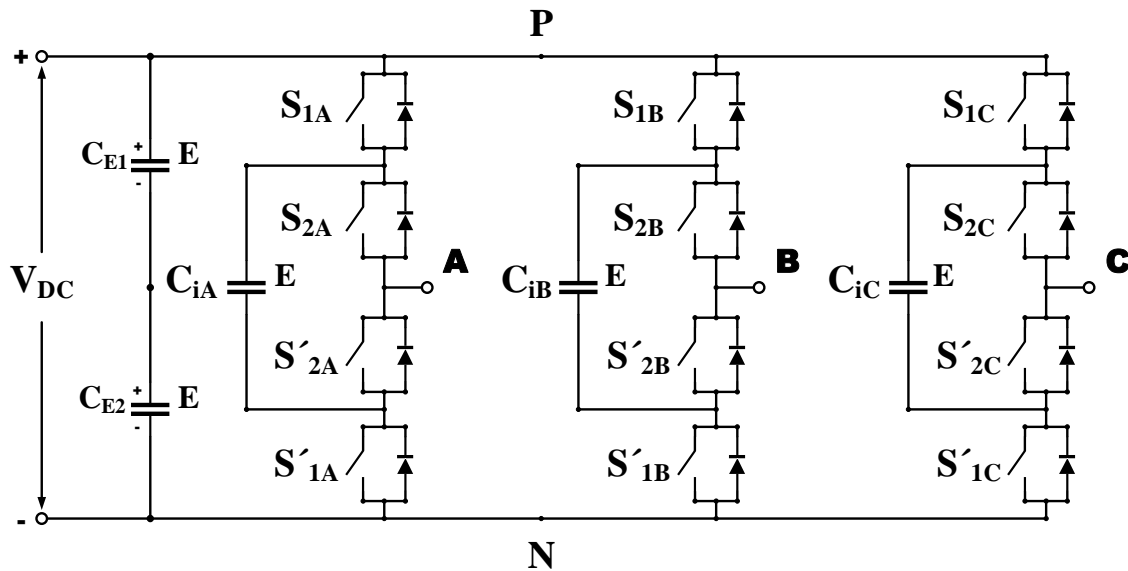 P
+
S1A
S1B
S1C
CE1
+
-
E
S2A
S2B
S2C
VDC
CiA
E
A
CiB
E
B
CiC
E
C
S´2A
S´2B
S´2C
CE2
+
-
E
S´1A
S´1B
S´1C
-
N